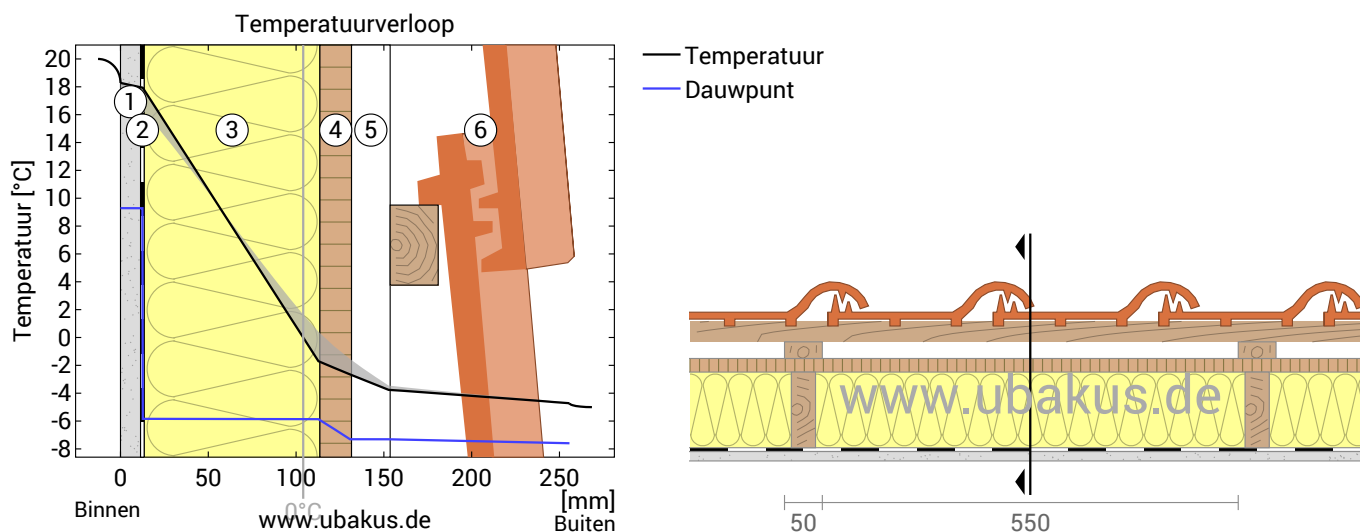 Temperatuurverloop
Temperatuur
Dauwpunt
Temperatuur [°C]
20
18
16
14
12
10
8
6
4
2
0
-2
-4
-6
-8
1
2
3
4
5
6
0
50
100
150
200
250
[mm]
Binnen
0°C
www.ubakus.de
Buiten
www.ubakus.de
50
550